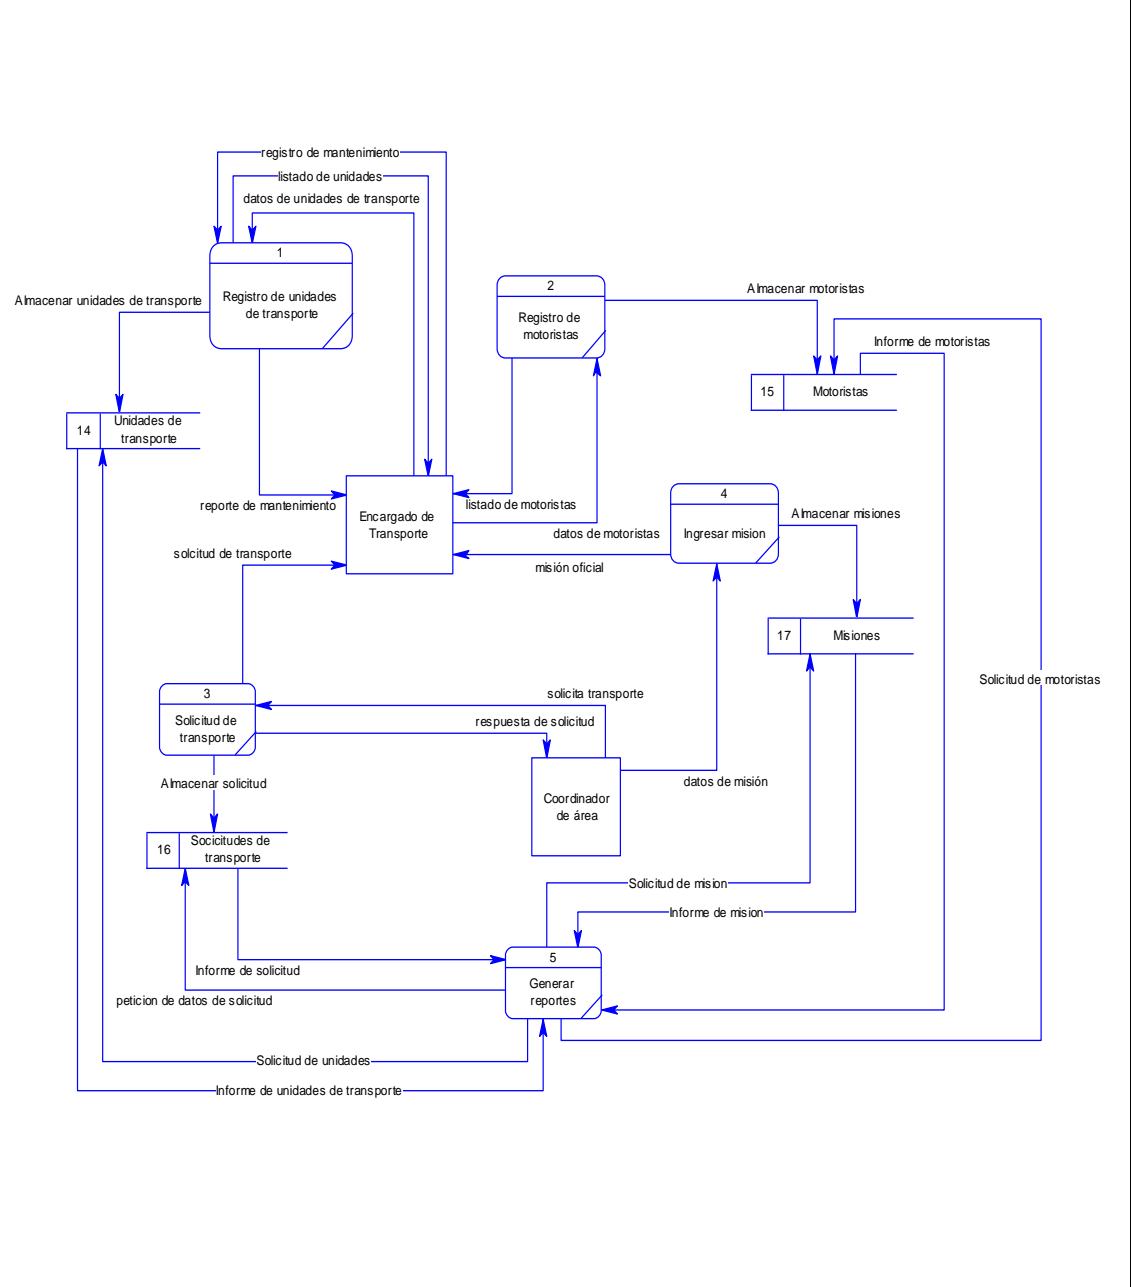 registro de mantenimiento
listado de unidades
datos de unidades de transporte
1
Registro de unidades
de transporte
Almacenar unidades de transporte
2
Registro de
motoristas
Almacenar motoristas
Informe de motoristas
15
Motoristas
14
Unidades de
transporte
reporte de mantenimiento
Encargado de
Transporte
listado de motoristas
datos de motoristas
4
Ingresar mision
Almacenar misiones
solcitud de transporte
misión oficial
17
Misiones
Solicitud de motoristas
3
Solicitud de
transporte
solicita transporte
respuesta de solicitud
Almacenar solicitud
Coordinador
de área
datos de misión
16
Socicitudes de
transporte
Solicitud de mision
Informe de mision
5
Generar
reportes
Informe de solicitud
peticion de datos de solicitud
Solicitud de unidades
Informe de unidades de transporte